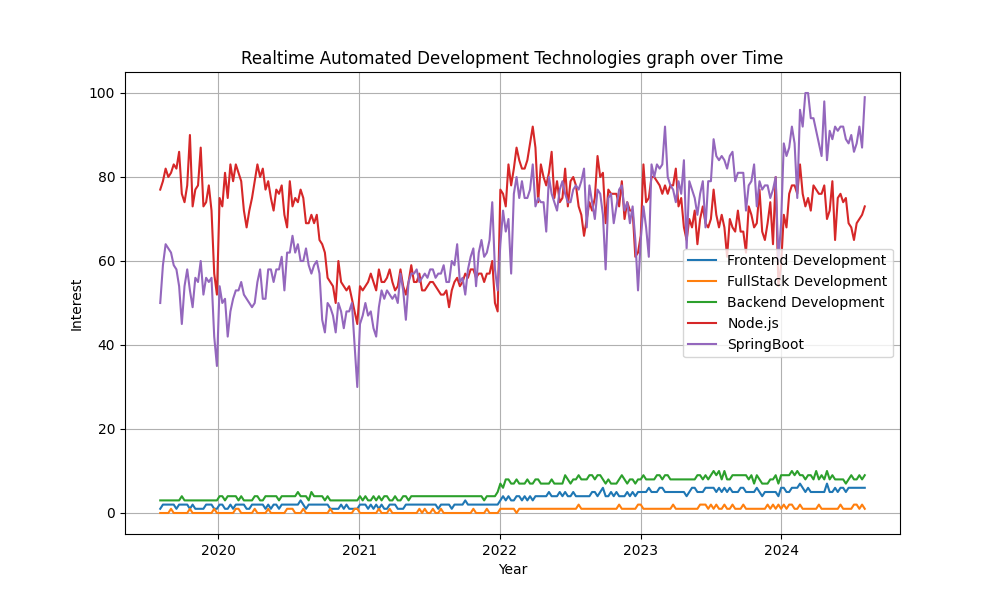 Realtime Automated Development Technologies graph over Time
100
80
60
40
20
0
Interest
Frontend Development
FullStack Development
Backend Development
Node.js
SpringBoot
2020
2021
2022
2023
2024
Year